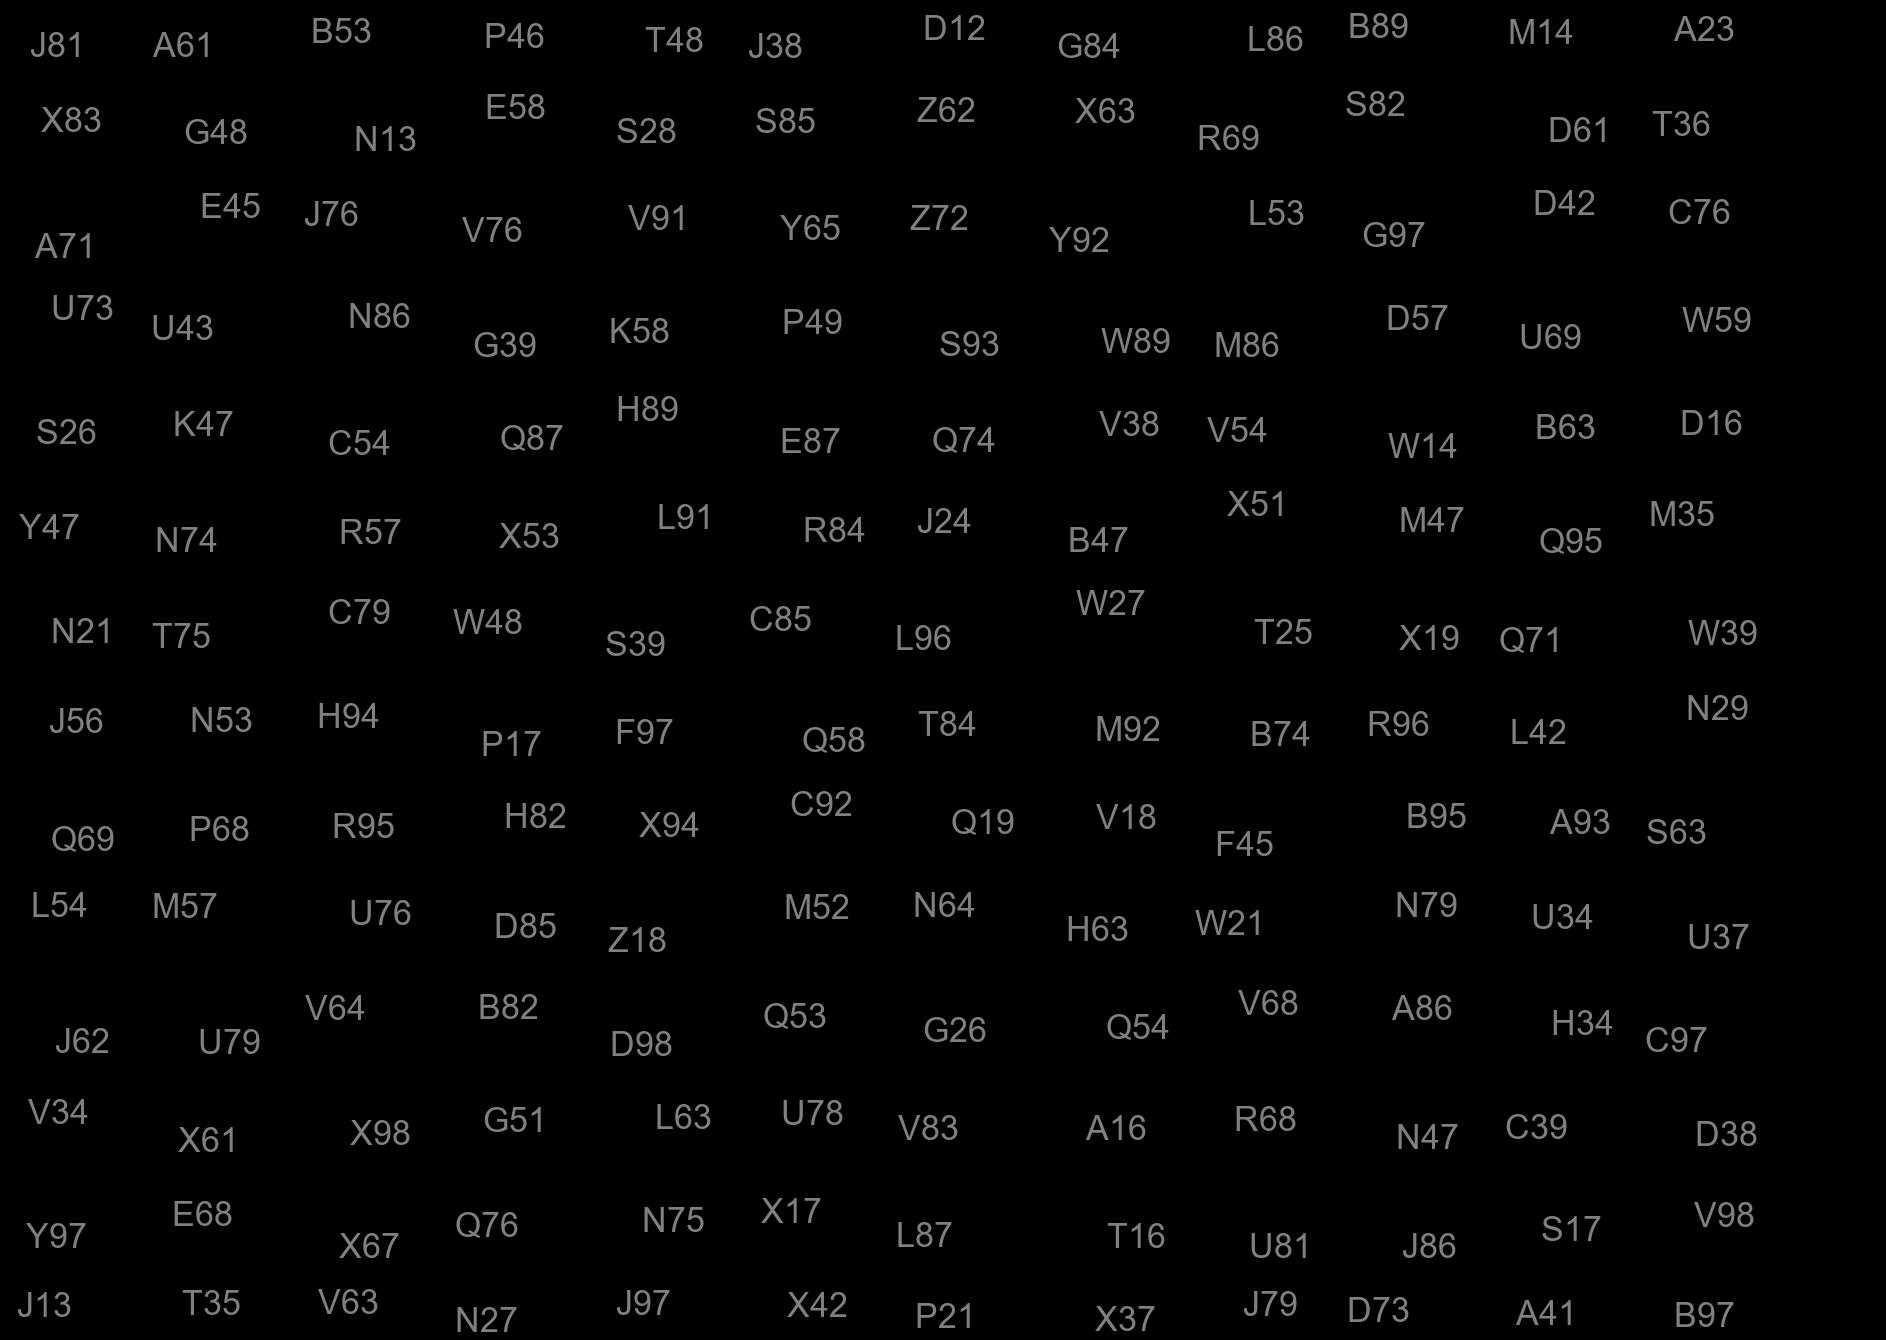 J81 A61 B53 P46 T48 J38 D12 G84 L86 B89 M14 A23
X83 G48 N13 E58 S28 S85 Z62 X63 R69 S82 D61 T36
A71 E45 J76 V76 V91 Y65 Z72 Y92 L53 G97 D42 C76
U73 U43 N86 G39 K58 P49 S93 W89 M86 D57 U69 W59
S26 K47 C54 Q87 H89 E87 Q74 V38 V54 W14 B63 D16
Y47 N74 R57 X53 L91 R84 J24 B47 X51 M47 Q95 M35
N21 T75 C79 W48 S39 C85 L96 W27 T25 X19 Q71 W39
J56 N53 H94 P17 F97 Q58 T84 M92 B74 R96 L42 N29
Q69 P68 R95 H82 X94 C92 Q19 V18 F45 B95 A93 S63
L54 M57 U76 D85 Z18 M52 N64 H63 W21 N79 U34 U37
J62 U79 V64 B82 D98 Q53 G26 Q54 V68 A86 H34 C97
V34 X61 X98 G51 L63 U78 V83 A16 R68 N47 C39 D38
Y97 E68 X67 Q76 N75 X17 L87 T16 U81 J86 S17 V98
J13 T35 V63 N27 J97 X42 P21 X37 J79 D73 A41 B97